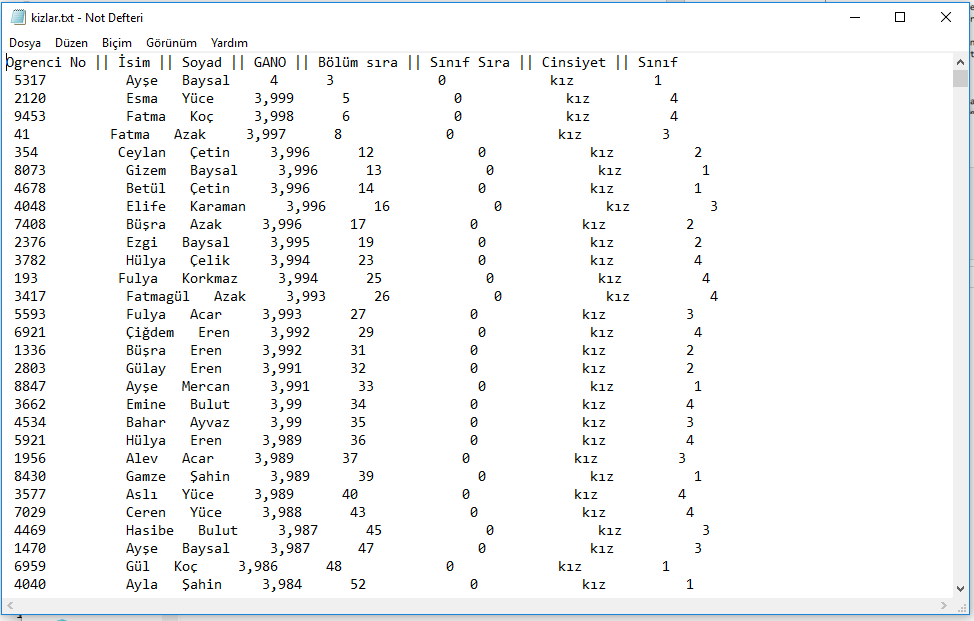 kizlar.txt - Not Defteri
Dosya Düzen Biçim Görünüm Yardım
Ogrenci No || İsim || Soyad || GANO || Bölüm sıra || Sınıf Sıra || Cinsiyet || Sınıf
5317 Ayşe Baysal 4 3 0 kız 1
2120 Esma Yüce 3,999 5 0 kız 4
9453 Fatma Koç 3,998 6 0 kız 4
41 Fatma Azak 3,997 8 0 kız 3
354 Ceylan Çetin 3,996 12 0 kız 2
8073 Gizem Baysal 3,996 13 0 kız 1
4678 Betül Çetin 3,996 14 0 kız 1
4048 Elife Karaman 3,996 16 0 kız 3
7408 Büşra Azak 3,996 17 0 kız 2
2376 Ezgi Baysal 3,995 19 0 kız 2
3782 Hülya Çelik 3,994 23 0 kız 4
193 Fulya Korkmaz 3,994 25 0 kız 4
3417 Fatmagül Azak 3,993 26 0 kız 4
5593 Fulya Acar 3,993 27 0 kız 3
6921 Çiğdem Eren 3,992 29 0 kız 4
1336 Büşra Eren 3,992 31 0 kız 2
2803 Gülay Eren 3,991 32 0 kız 2
8847 Ayşe Mercan 3,991 33 0 kız 1
3662 Emine Bulut 3,99 34 0 kız 4
4534 Bahar Ayvaz 3,99 35 0 kız 3
5921 Hülya Eren 3,989 36 0 kız 4
1956 Alev Acar 3,989 37 0 kız 3
8430 Gamze Şahin 3,989 39 0 kız 1
3577 Aslı Yüce 3,989 40 0 kız 4
7029 Ceren Yüce 3,988 43 0 kız 4
4469 Hasibe Bulut 3,987 45 0 kız 3
1470 Ayşe Baysal 3,987 47 0 kız 3
6959 Gül Koç 3,986 48 0 kız 1
4040 Ayla Şahin 3,984 52 0 kız 1